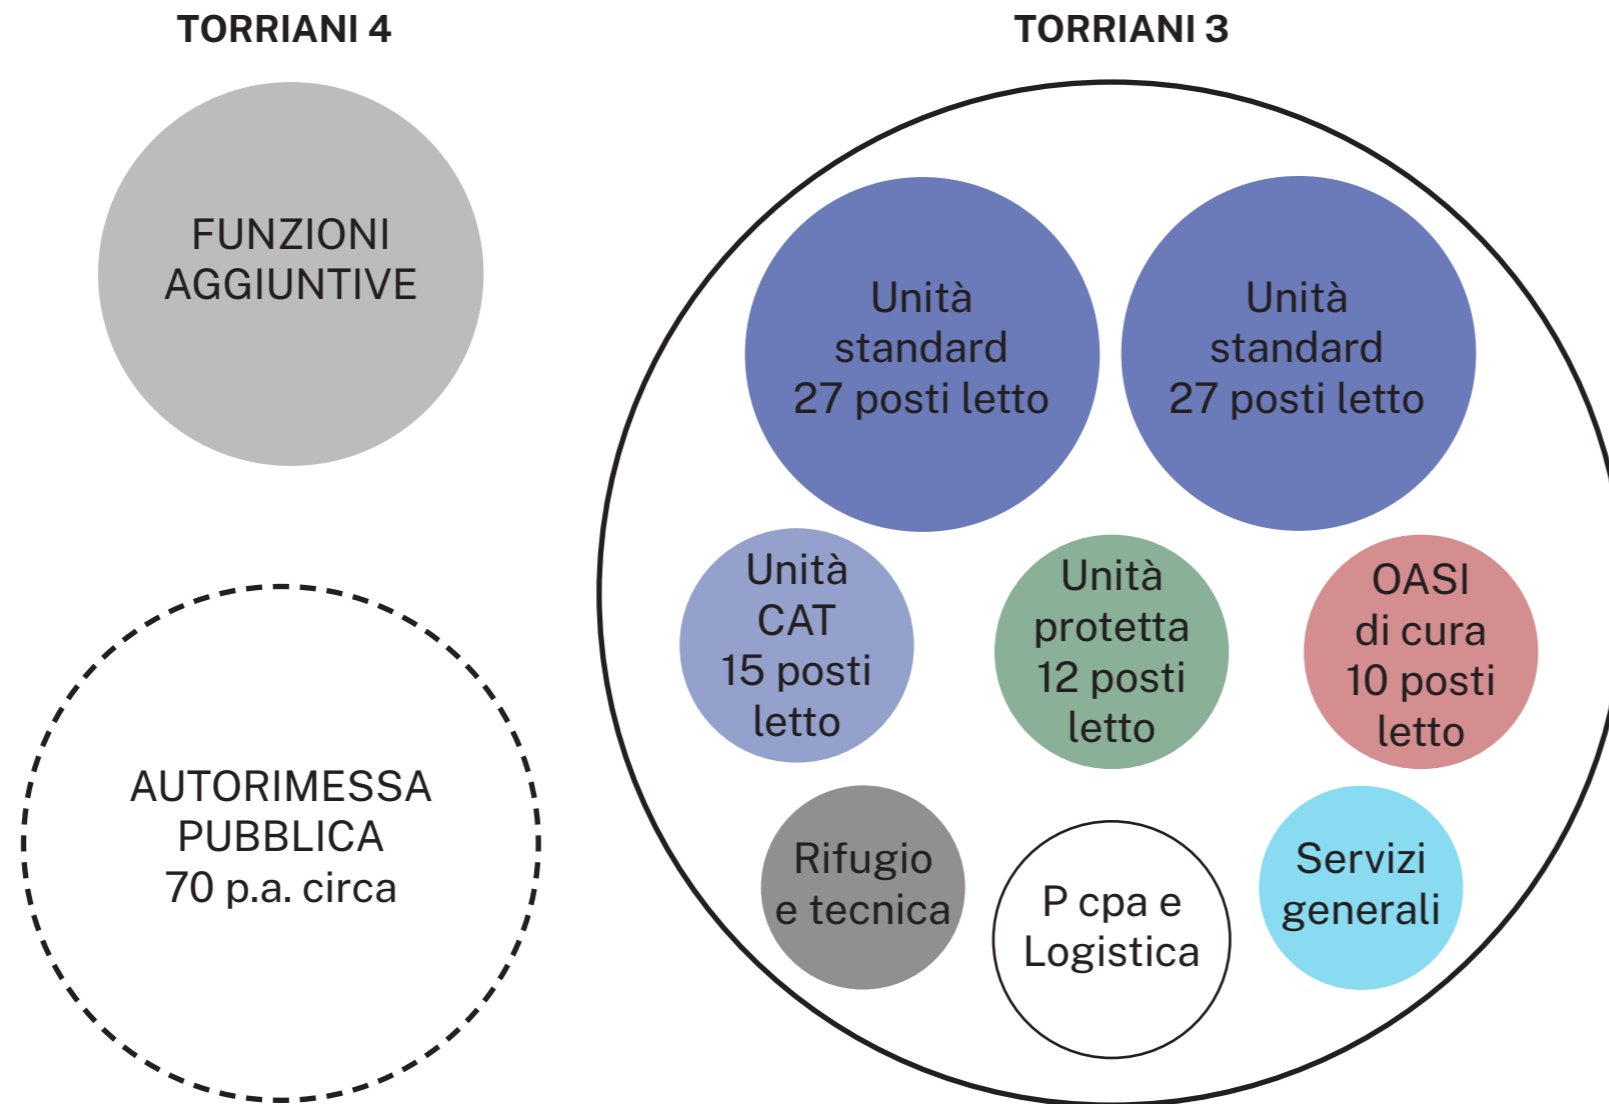 TORRIANI 4
FUNZIONI
AGGIUNTIVE
AUTORIMESSA
PUBBLICA
70 p.a. circa
TORRIANI 3
Unità
standard
27 posti letto
Unità
standard
27 posti letto
Unità
CAT
15 posti
letto
Unità
protetta
12 posti
letto
OASI
di cura
10 posti
letto
Rifugio
e tecnica
P cpa e
Logistica
Servizi
generali